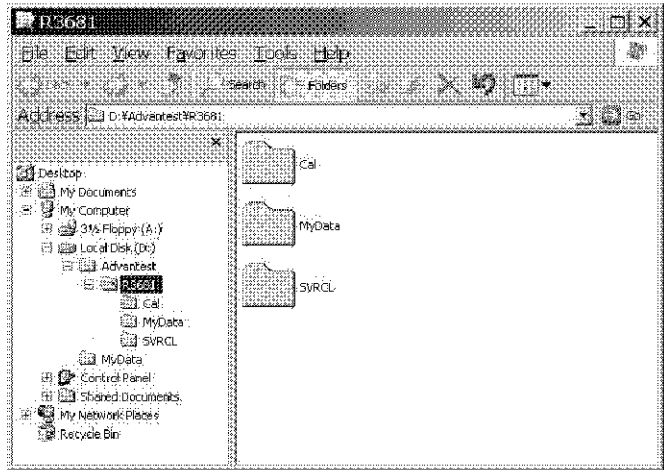 R3681
File Edit View Favorites Tools Help
Search Folders
Address D:¥Advantest¥R3681
Desktop
My Documents
My Computer
3½ Floppy (A:)
Local Disk (D:)
Advantest
R3681
Cal
MyData
SVRCL
MyData
Control Panel
Shared Documents
My Network Places
Recycle Bin
Cal
MyData
SVRCL